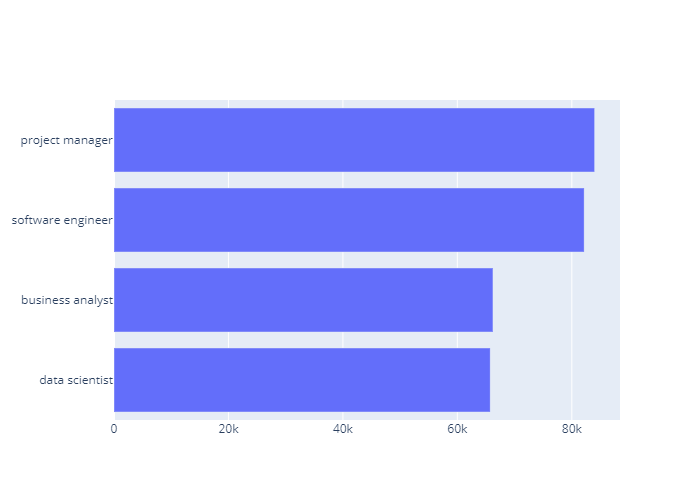 project manager
software engineer
business analyst
data scientist
0 20k 40k 60k 80k